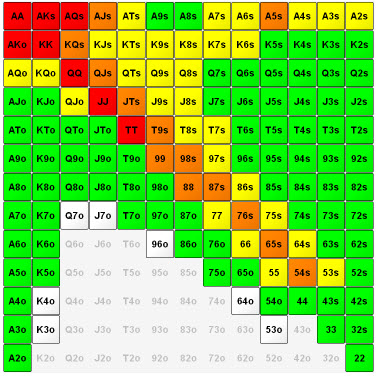 AA AKs AQs AJs ATs A9s A8s A7s A6s A5s A4s A3s A2s
AKo KK KQs KJs KTs K9s K8s K7s K6s K5s K4s K3s K2s
AQo KQo QQ QJs QTs Q9s Q8s Q7s Q6s Q5s Q4s Q3s Q2s
AJo KJo QJo JJ JTs J9s J8s J7s J6s J5s J4s J3s J2s
ATo KTo QTo JTo TT T9s T8s T7s T6s T5s T4s T3s T2s
A9o K9o Q9o J9o T9o 99 98s 97s 96s 95s 94s 93s 92s
A8o K8o Q8o J8o T8o 98o 88 87s 86s 85s 84s 83s 82s
A7o K7o Q7o J7o T7o 97o 87o 77 76s 75s 74s 73s 72s
A6o K6o Q6o J6o T6o 96o 86o 76o 66 65s 64s 63s 62s
A5o K5o Q5o J5o T5o 95o 85o 75o 65o 55 54s 53s 52s
A4o K4o Q4o J4o T4o 94o 84o 74o 64o 54o 44 43s 42s
A3o K3o Q3o J3o T3o 93o 83o 73o 63o 53o 43o 33 32s
A2o K2o Q2o J2o T2o 92o 82o 72o 62o 52o 42o 32o 22